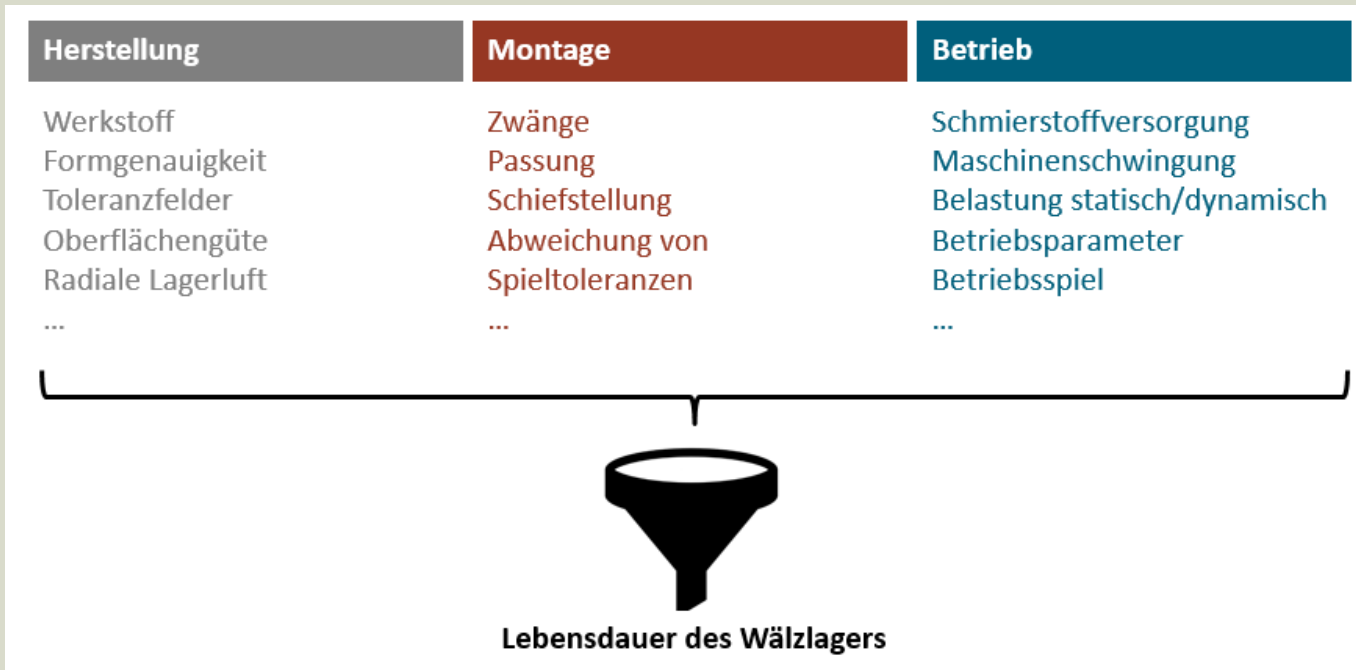 Herstellung
Werkstoff
Formgenauigkeit
Toleranzfelder
Oberflächengüte
Radiale Lagerluft
...
Montage
Zwänge
Passung
Schiefstellung
Abweichung von
Spieltoleranzen
...
Betrieb
Schmierstoffversorgung
Maschinenschwingung
Belastung statisch/dynamisch
Betriebsparameter
Betriebsspiel
...
Lebensdauer des Wälzlagers